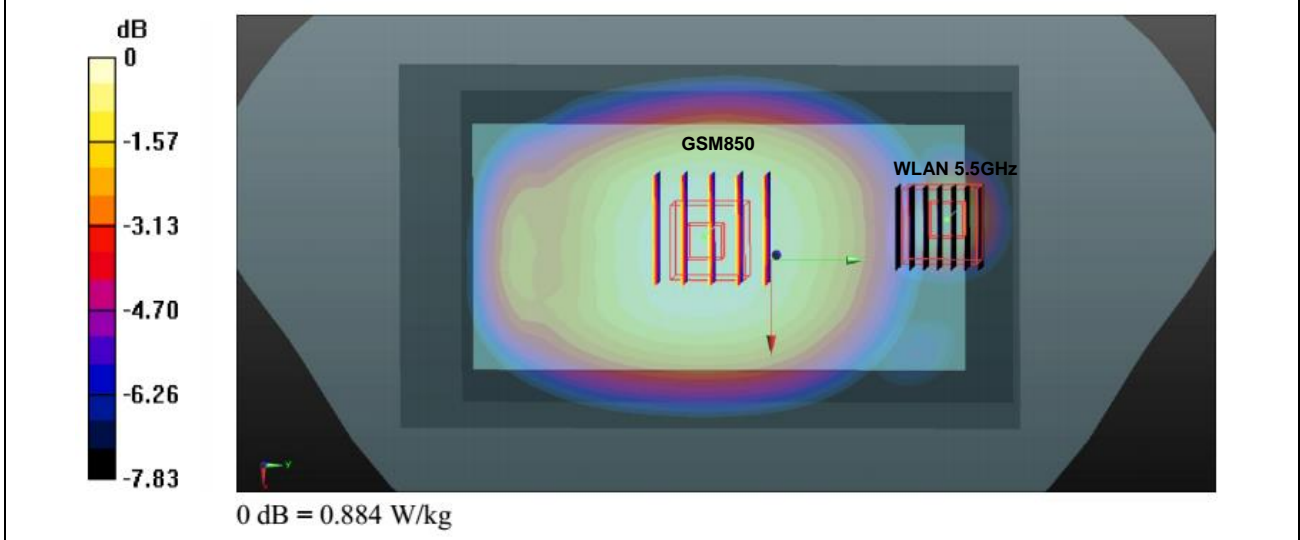 dB
0
-1.57
-3.13
-4.70
-6.26
-7.83
GSM850
WLAN 5.5GHz
Y
0 dB = 0.884 W/kg